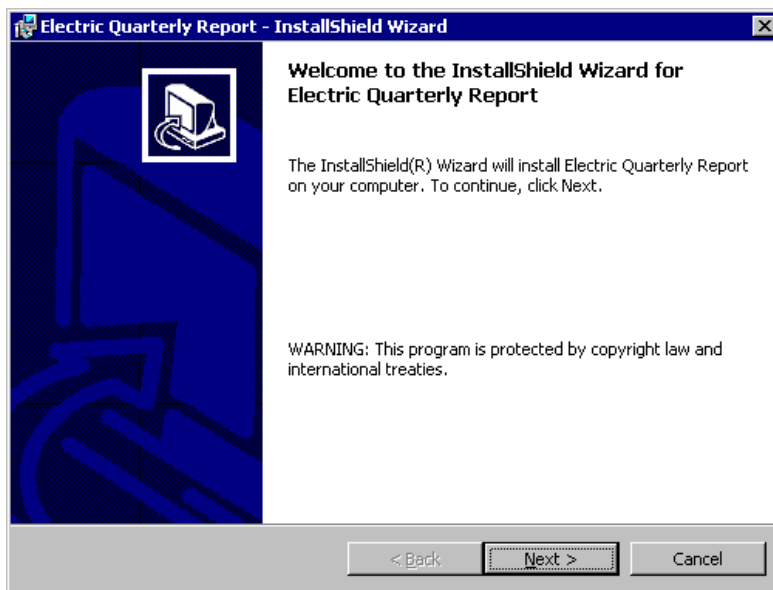 Electric Quarterly Report - InstallShield Wizard
Welcome to the InstallShield Wizard for
Electric Quarterly Report
The InstallShield(R) Wizard will install Electric Quarterly Report
on your computer. To continue, click Next.
WARNING: This program is protected by copyright law and
international treaties.
< Back
Next >
Cancel